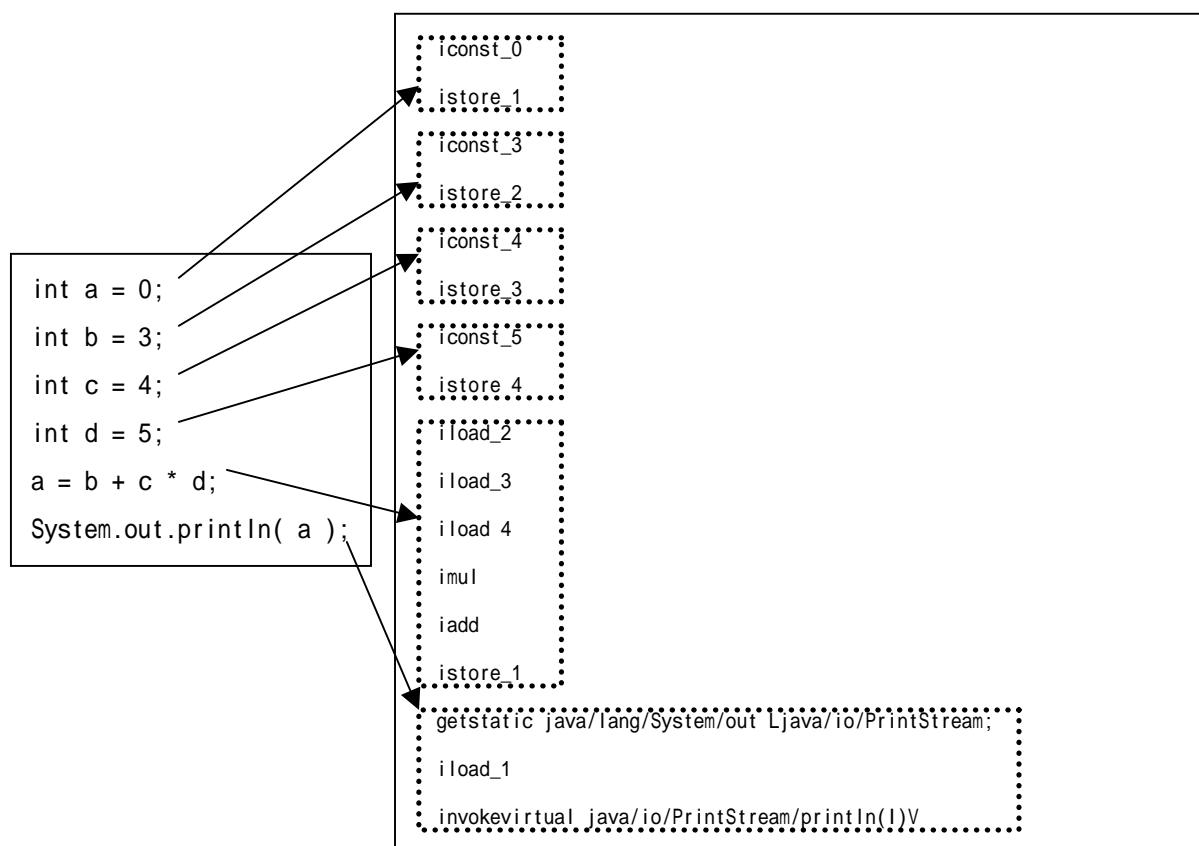 int a = 0;
int b = 3;
int c = 4;
int d = 5;
a = b + c * d;
System.out.println( a );
iconst_0
istore_1
iconst_3
istore_2
iconst_4
istore_3
iconst_5
istore 4
iload_2
iload_3
iload 4
imul
iadd
istore_1
getstatic java/lang/System/out Ljava/io/PrintStream;
iload_1
invokevirtual java/io/PrintStream/println(I)V